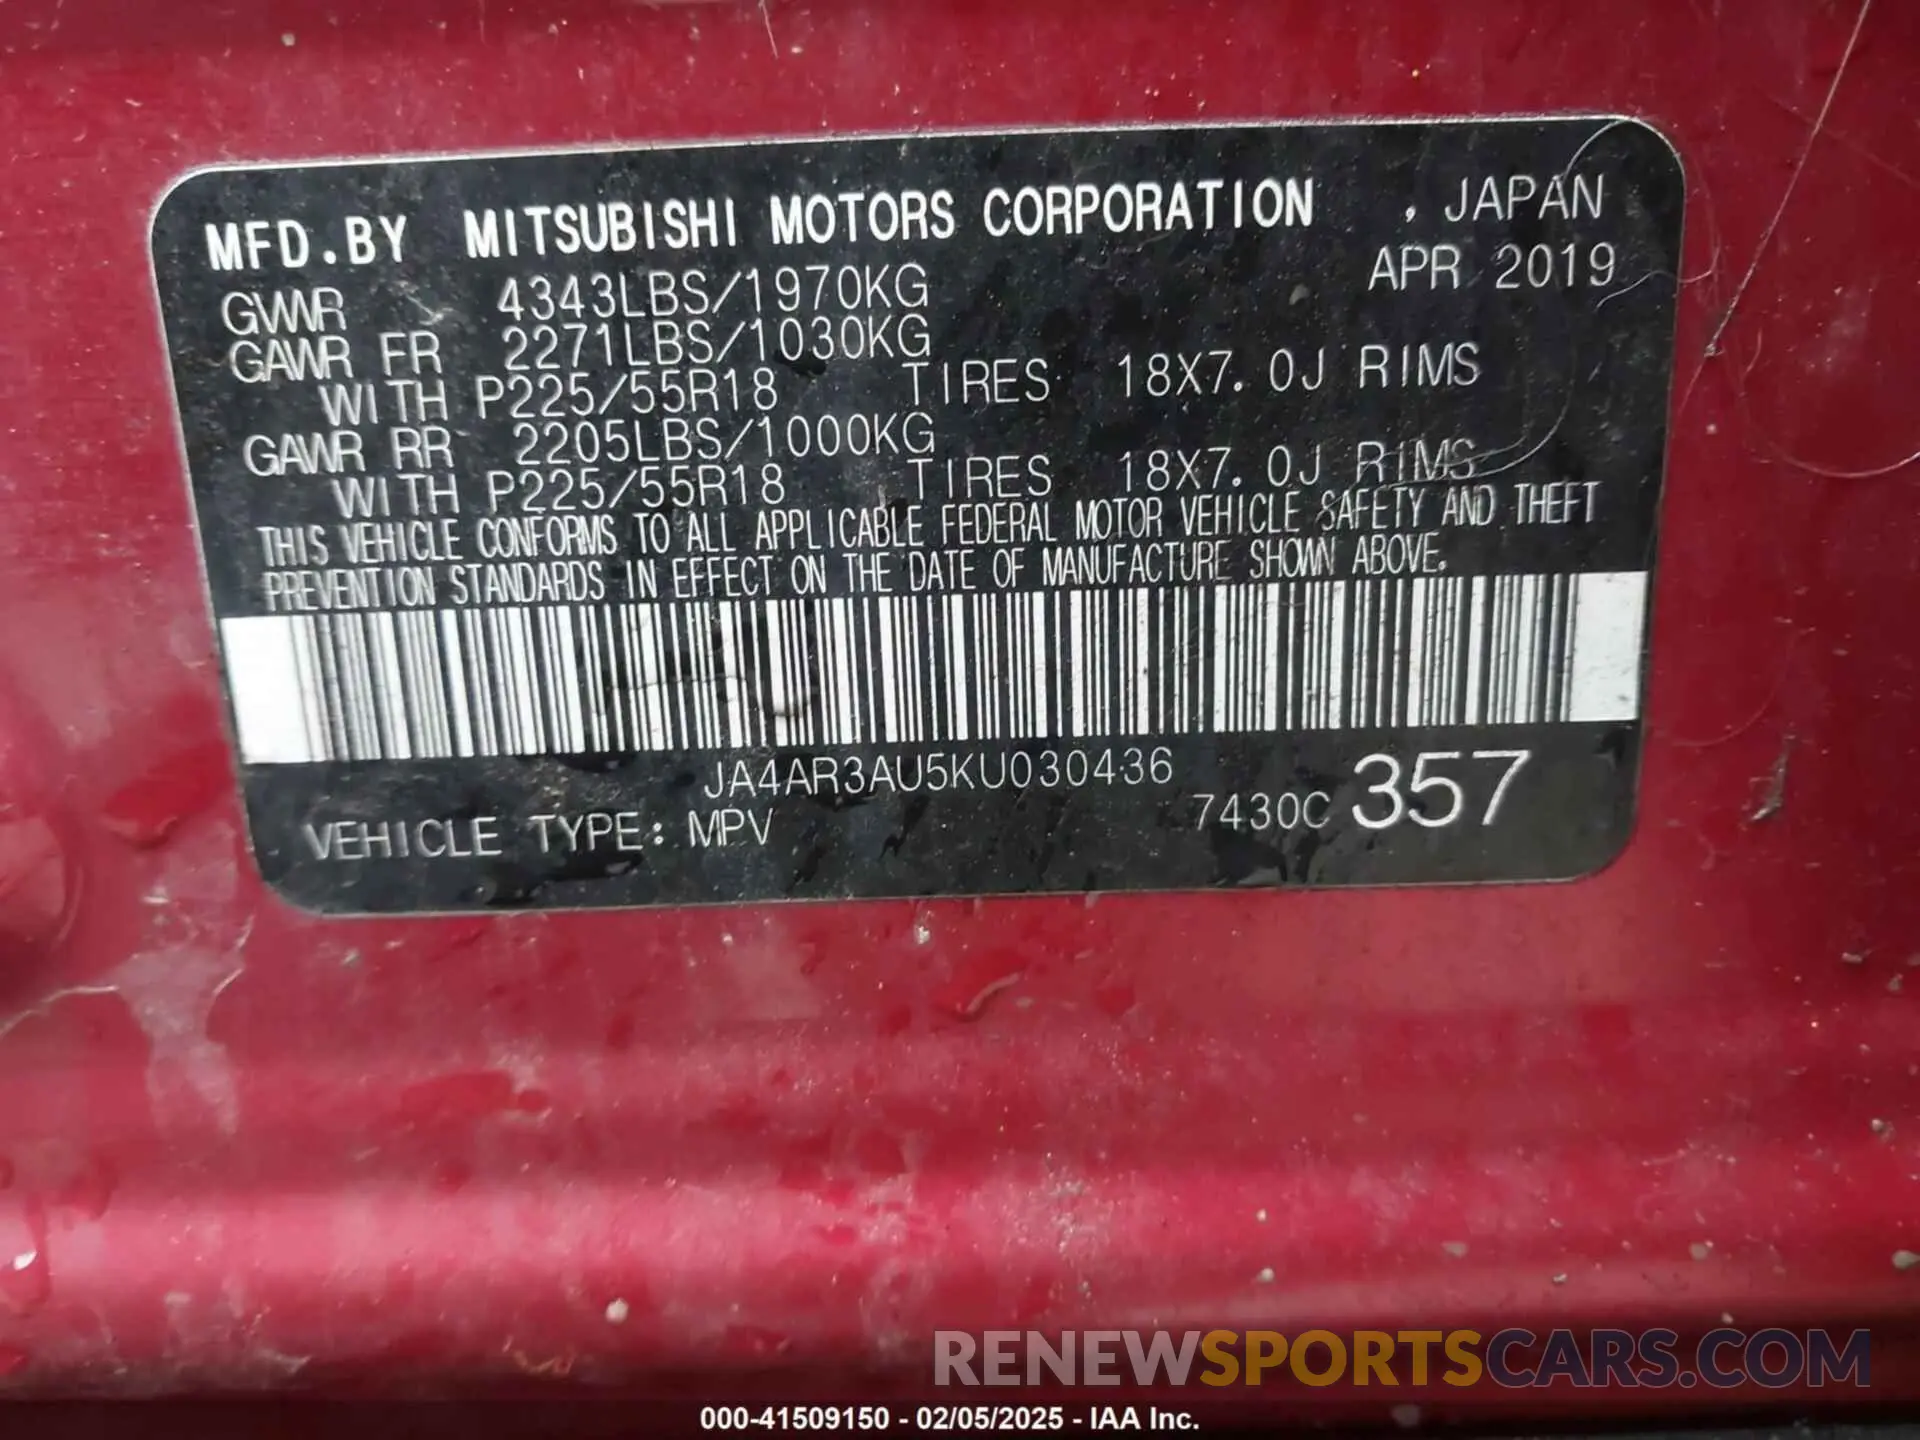 MFD.BY MITSUBISHI MOTORS CORPORATION , JAPAN
APR 2019
GVWR 4343LBS/1970KG
GAWR FR 2271LBS/1030KG
WITH P225/55R18 TIRES 18X7.0J RIMS
GAWR RR 2205LBS/1000KG
WITH P225/55R18 TIRES 18X7.0J RIMS
THIS VEHICLE CONFORMS TO ALL APPLICABLE FEDERAL MOTOR VEHICLE SAFETY AND THEFT
PREVENTION STANDARDS IN EFFECT ON THE DATE OF MANUFACTURE SHOWN ABOVE.
JA4AR3AU5KU030436
VEHICLE TYPE: MPV 7430C 357
RENEWSPORTSCARS.COM
000-41509150 - 02/05/2025 - IAA Inc.